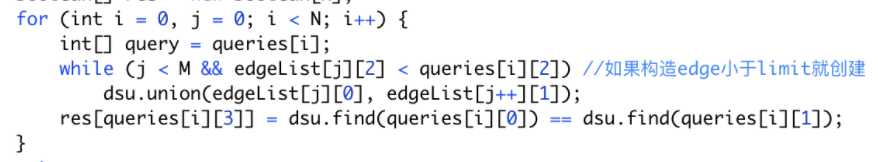 for (int i = 0, j = 0; i < N; i++) {
    int[] query = queries[i];
    while (j < M && edgeList[j][2] < queries[i][2]) //如果构造edge小于limit就创建
        dsu.union(edgeList[j][0], edgeList[j++][1]);
    res[queries[i][3]] = dsu.find(queries[i][0]) == dsu.find(queries[i][1]);
}